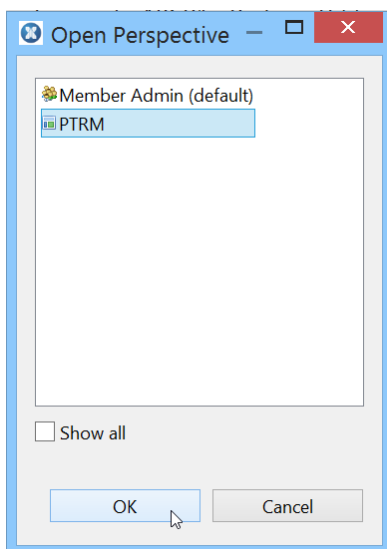 Open Perspective
Member Admin (default)
PTRM
Show all
OK
Cancel